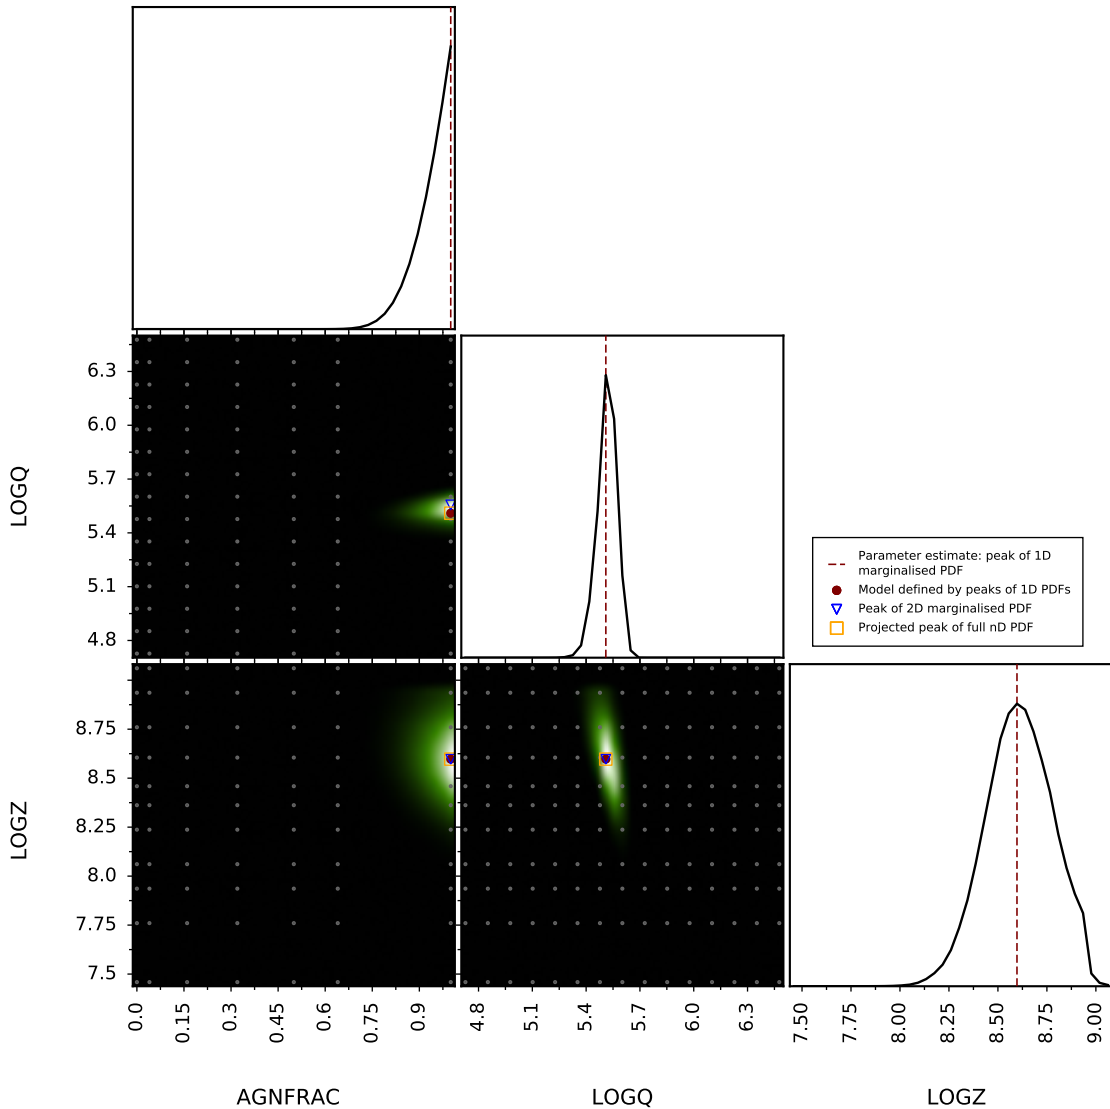 LOGQ
6.3
6.0
5.7
5.4
5.1
4.8
Parameter estimate: peak of 1D
marginalised PDF
Model defined by peaks of 1D PDFs
Peak of 2D marginalised PDF
Projected peak of full nD PDF
LOGZ
8.75
8.5
8.25
8.0
7.75
7.5
0.0 0.15 0.3 0.45 0.6 0.75 0.9 4.8 5.1 5.4 5.7 6.0 6.3 7.50 7.75 8.00 8.25 8.50 8.75 9.00
AGNFRAC LOGQ LOGZ